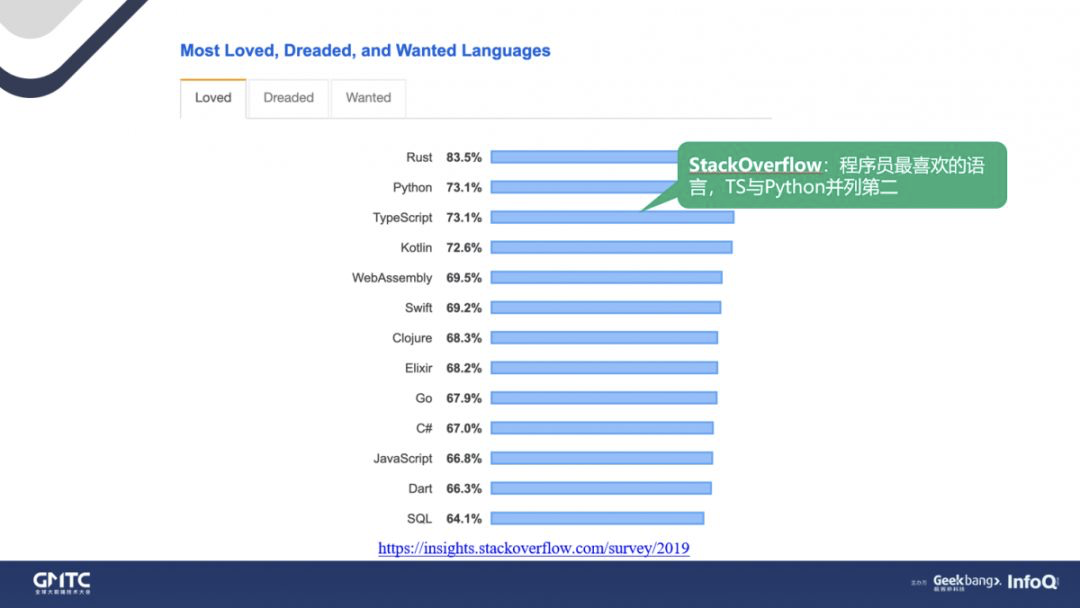 Most Loved, Dreaded, and Wanted Languages
Loved Dreaded Wanted
Rust 83.5%
StackOverflow：程序员最喜欢的语
言，TS与Python并列第二
Python 73.1%
TypeScript 73.1%
Kotlin 72.6%
WebAssembly 69.5%
Swift 69.2%
Clojure 68.3%
Elixir 68.2%
Go 67.9%
C# 67.0%
JavaScript 66.8%
Dart 66.3%
SQL 64.1%
https://insights.stackoverflow.com/survey/2019
GMTC
全球大前端技术大会
主办方 Geekbang>. InfoQ
极客邦科技